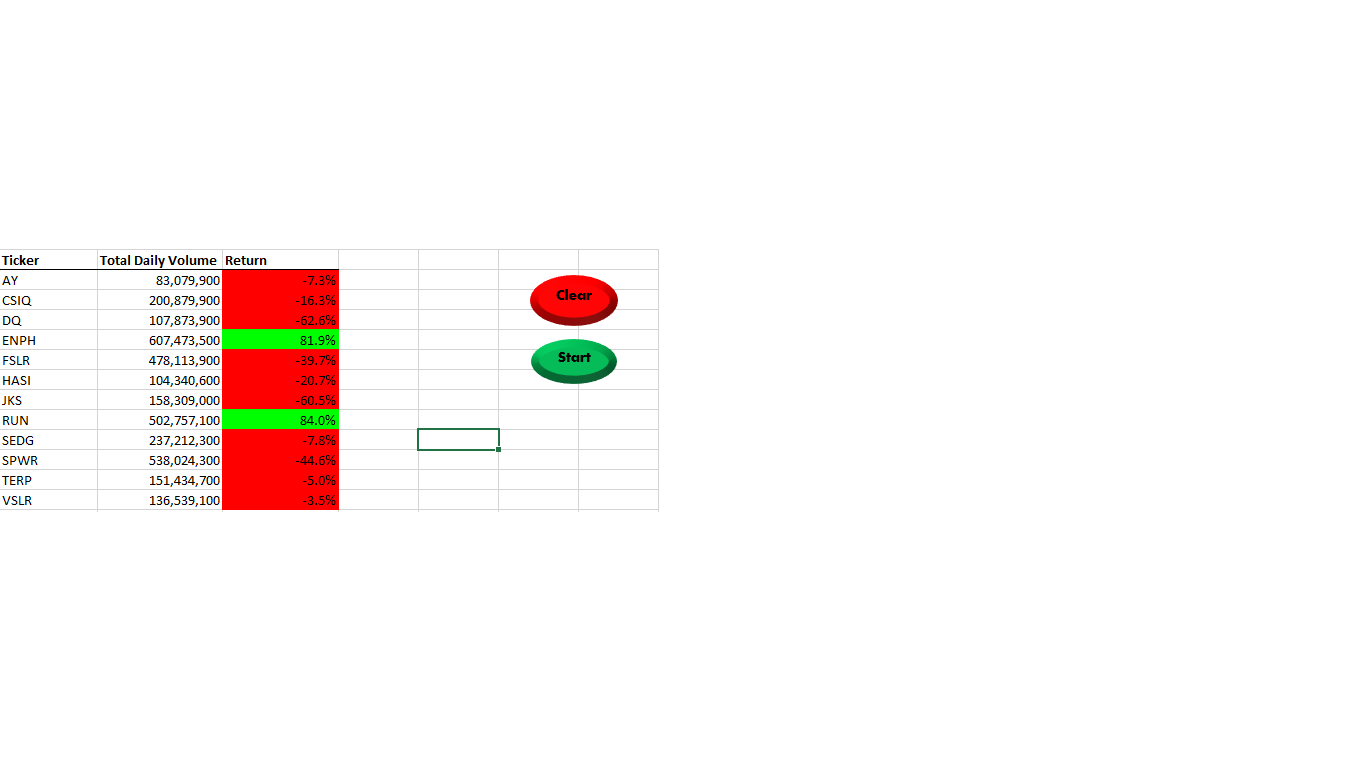 Ticker Total Daily Volume Return
AY 83,079,900 -7.3%
Clear
CSIQ 200,879,900 -16.3%
DQ 107,873,900 -62.6%
ENPH 607,473,500 81.9%
Start
FSLR 478,113,900 -39.7%
HASI 104,340,600 -20.7%
JKS 158,309,000 -60.5%
RUN 502,757,100 84.0%
SEDG 237,212,300 -7.8%
SPWR 538,024,300 -44.6%
TERP 151,434,700 -5.0%
VSLR 136,539,100 -3.5%